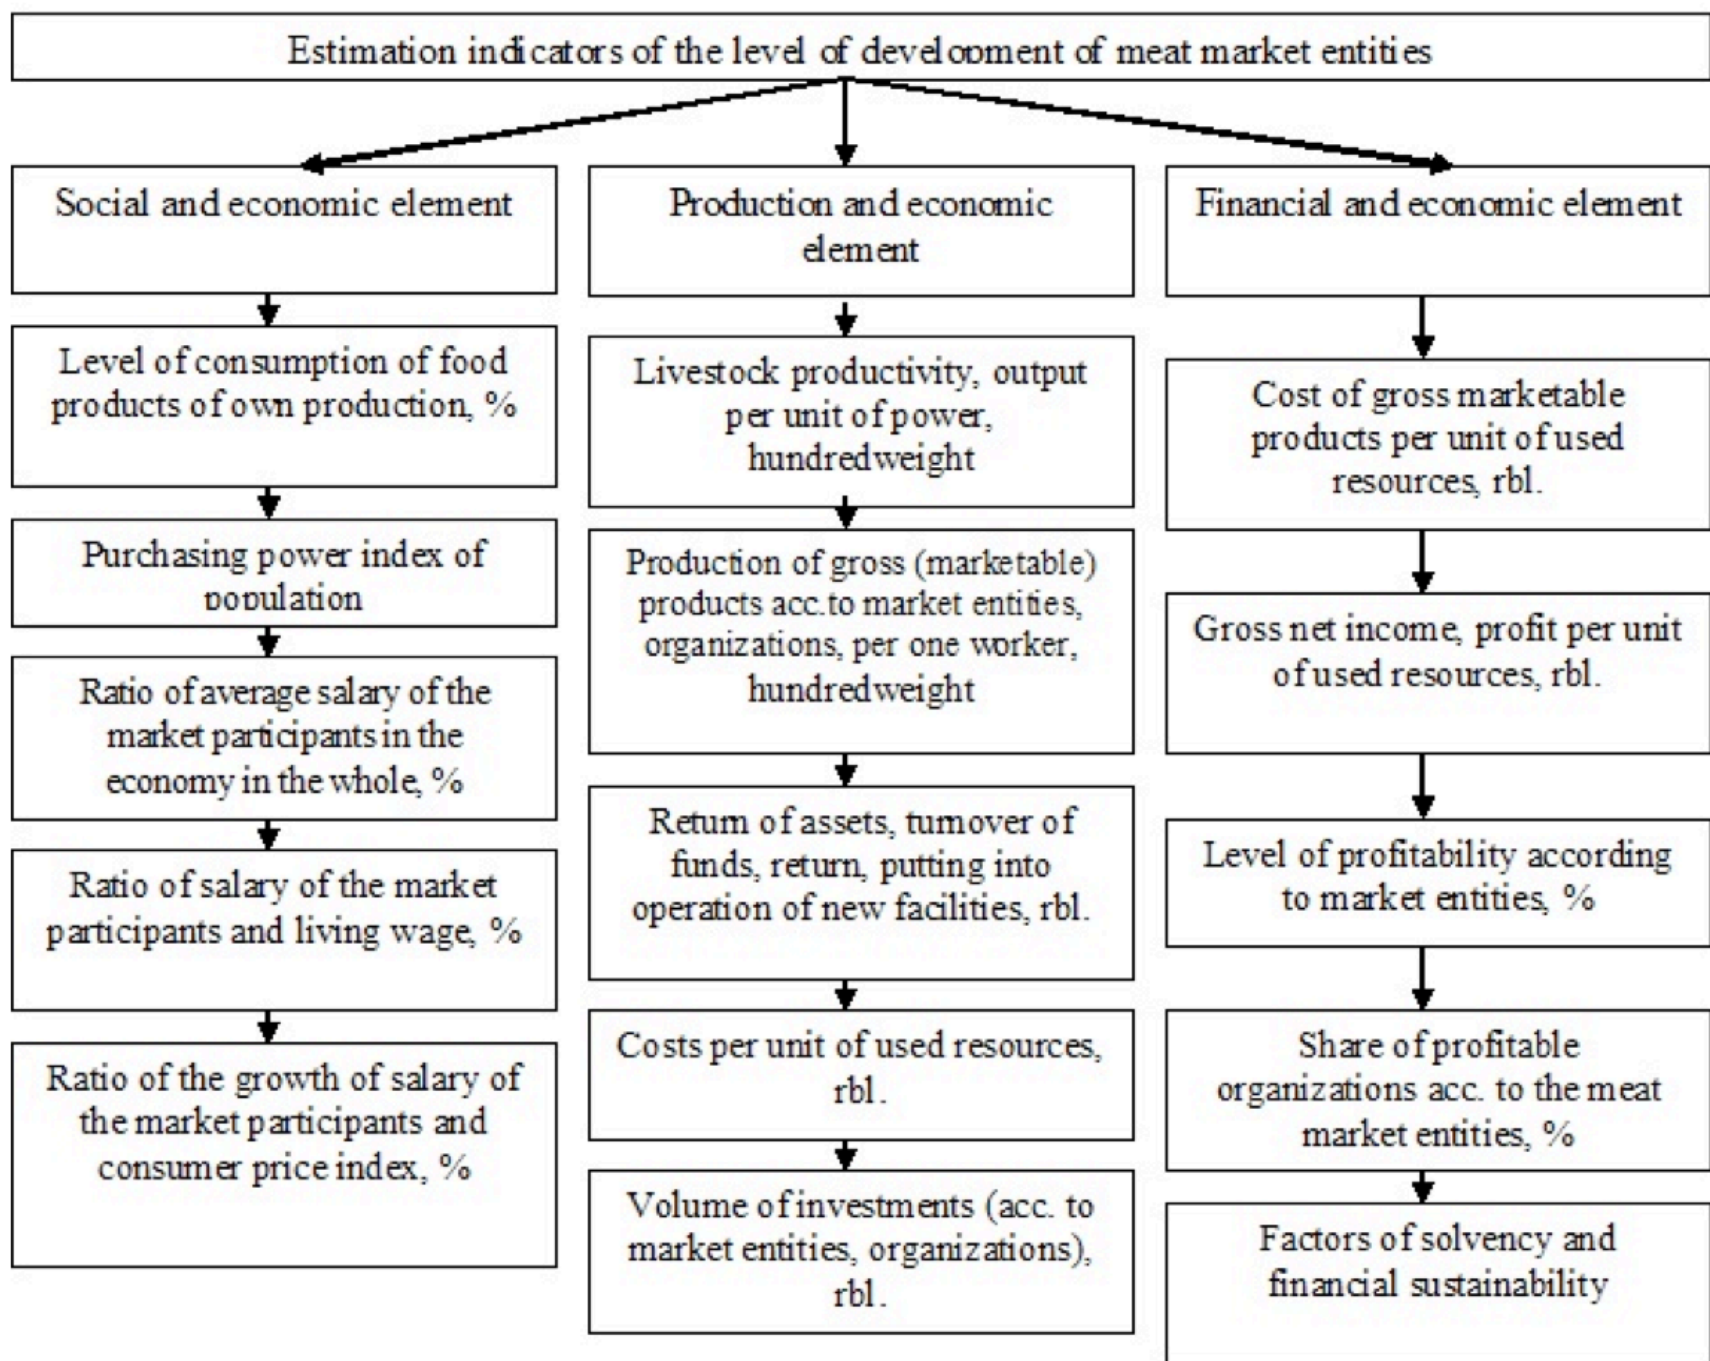 Estimation indicators of the level of development of meat market entities
Social and economic element
Level of consumption of food
products of own production, %
Purchasing power index of
population
Ratio of average salary of the
market participants in the
economy in the whole, %
Ratio of salary of the market
participants and living wage, %
Ratio of the growth of salary of
the market participants and
consumer price index, %
Production and economic
element
Livestock productivity, output
per unit of power,
hundredweight
Production of gross (marketable)
products acc.to market entities,
organizations, per one worker,
hundredweight
Return of assets, turnover of
funds, return, putting into
operation of new facilities, rbl.
Costs per unit of used resources,
rbl.
Volume of investments (acc. to
market entities, organizations),
rbl.
Financial and economic element
Cost of gross marketable
products per unit of used
resources, rbl.
Gross net income, profit per unit
of used resources, rbl.
Level of profitability according
to market entities, %
Share of profitable
organizations acc. to the meat
market entities, %
Factors of solvency and
financial sustainability